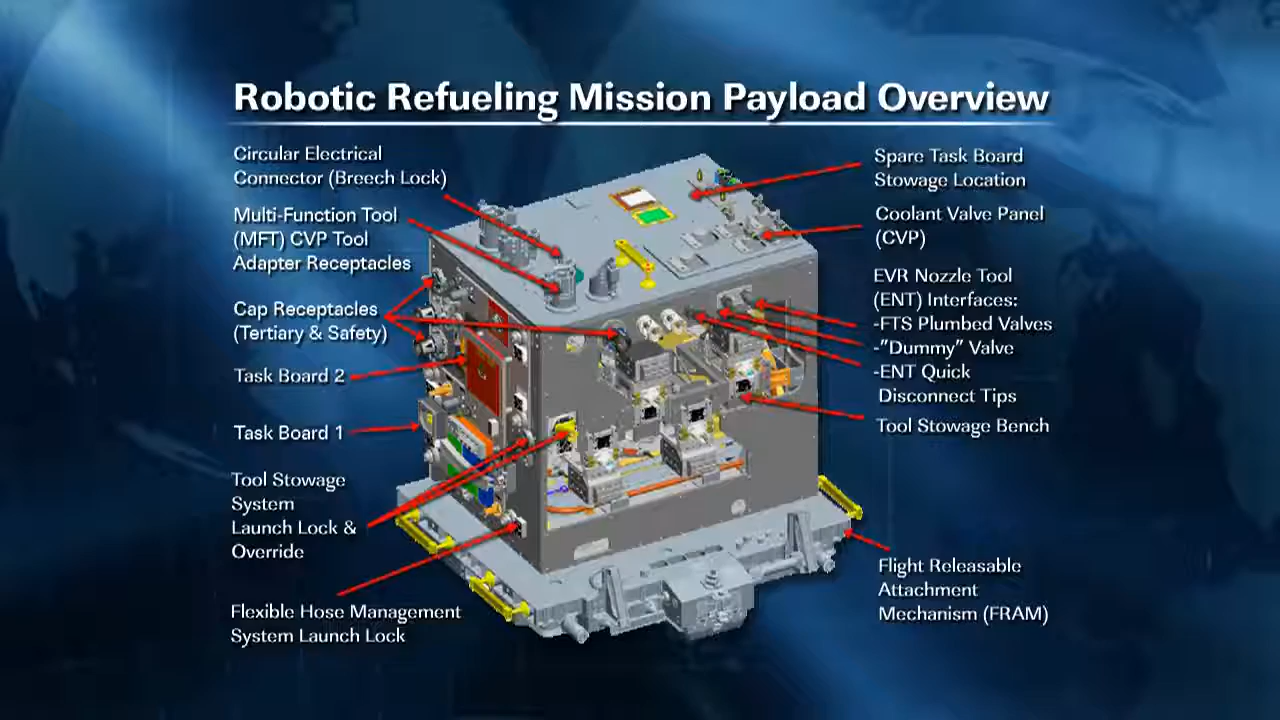 Robotic Refueling Mission Payload Overview
Circular Electrical
Connector (Breech Lock)
Multi-Function Tool
(MFT) CVP Tool
Adapter Receptacles
Cap Receptacles
(Tertiary & Safety)
Task Board 2
Task Board 1
Tool Stowage
System
Launch Lock &
Override
Flexible Hose Management
System Launch Lock
Spare Task Board
Stowage Location
Coolant Valve Panel
(CVP)
EVR Nozzle Tool
(ENT) Interfaces:
-FTS Plumbed Valves
-"Dummy" Valve
-ENT Quick
Disconnect Tips
Tool Stowage Bench
Flight Releasable
Attachment
Mechanism (FRAM)